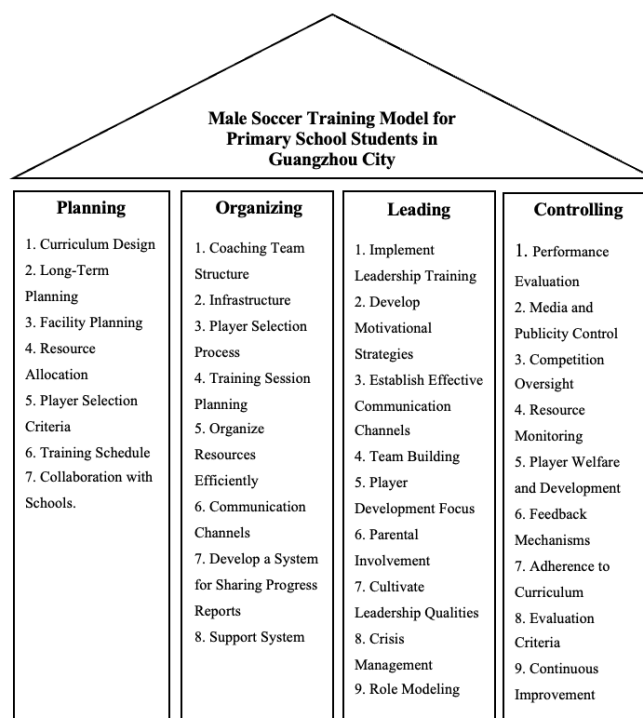 Male Soccer Training Model for
Primary School Students in
Guangzhou City
Planning
1. Curriculum Design
2. Long-Term
Planning
3. Facility Planning
4. Resource
Allocation
5. Player Selection
Criteria
6. Training Schedule
7. Collaboration with
Schools.
Organizing
1. Coaching Team
Structure
2. Infrastructure
3. Player Selection
Process
4. Training Session
Planning
5. Organize
Resources
Efficiently
6. Communication
Channels
7. Develop a System
for Sharing Progress
Reports
8. Support System
Leading
1. Implement
Leadership Training
2. Develop
Motivational
Strategies
3. Establish Effective
Communication
Channels
4. Team Building
5. Player
Development Focus
6. Parental
Involvement
7. Cultivate
Leadership Qualities
8. Crisis
Management
9. Role Modeling
Controlling
1. Performance
Evaluation
2. Media and
Publicity Control
3. Competition
Oversight
4. Resource
Monitoring
5. Player Welfare
and Development
6. Feedback
Mechanisms
7. Adherence to
Curriculum
8. Evaluation
Criteria
9. Continuous
Improvement